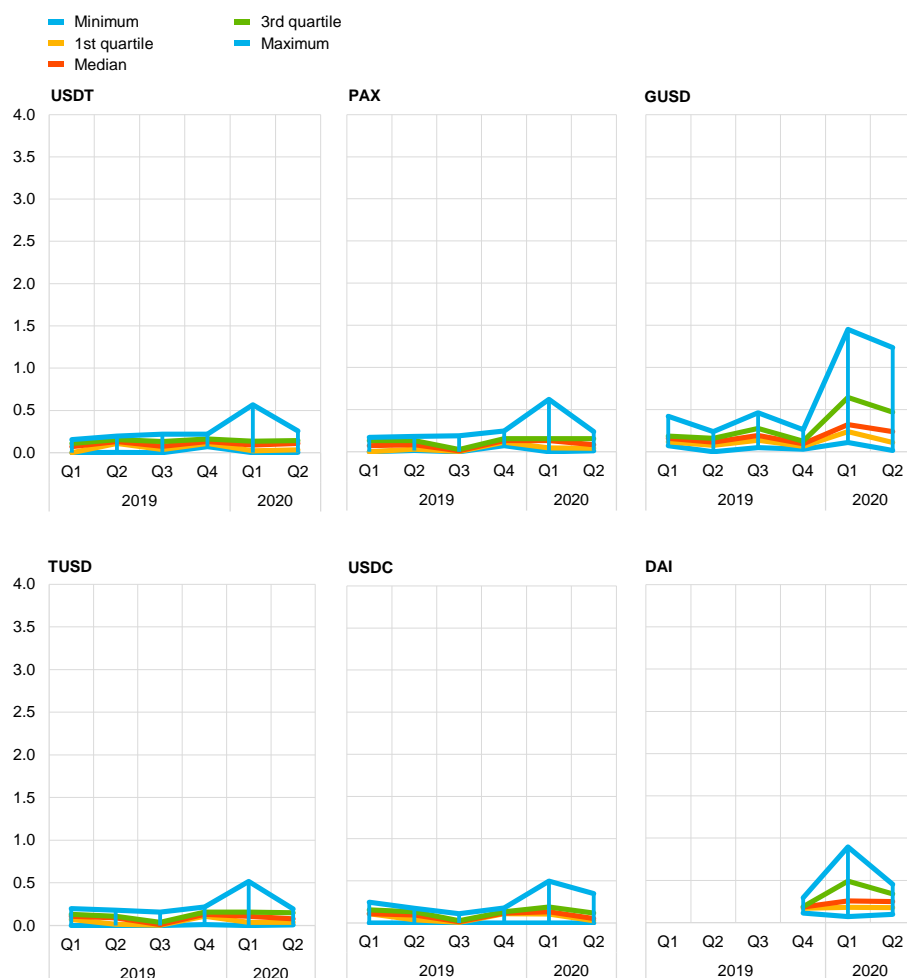 Minimum
3rd quartile
1st quartile
Maximum
Median
USDT
PAX
GUSD
4.0
3.5
3.0
2.5
2.0
1.5
1.0
0.5
0.0
Q1 Q2 Q3 Q4 Q1 Q2
2019 2020
Q1 Q2 Q3 Q4 Q1 Q2
2019 2020
Q1 Q2 Q3 Q4 Q1 Q2
2019 2020
TUSD
USDC
DAI
4.0
3.5
3.0
2.5
2.0
1.5
1.0
0.5
0.0
Q1 Q2 Q3 Q4 Q1 Q2
2019 2020
Q1 Q2 Q3 Q4 Q1 Q2
2019 2020
Q1 Q2 Q3 Q4 Q1 Q2
2019 2020